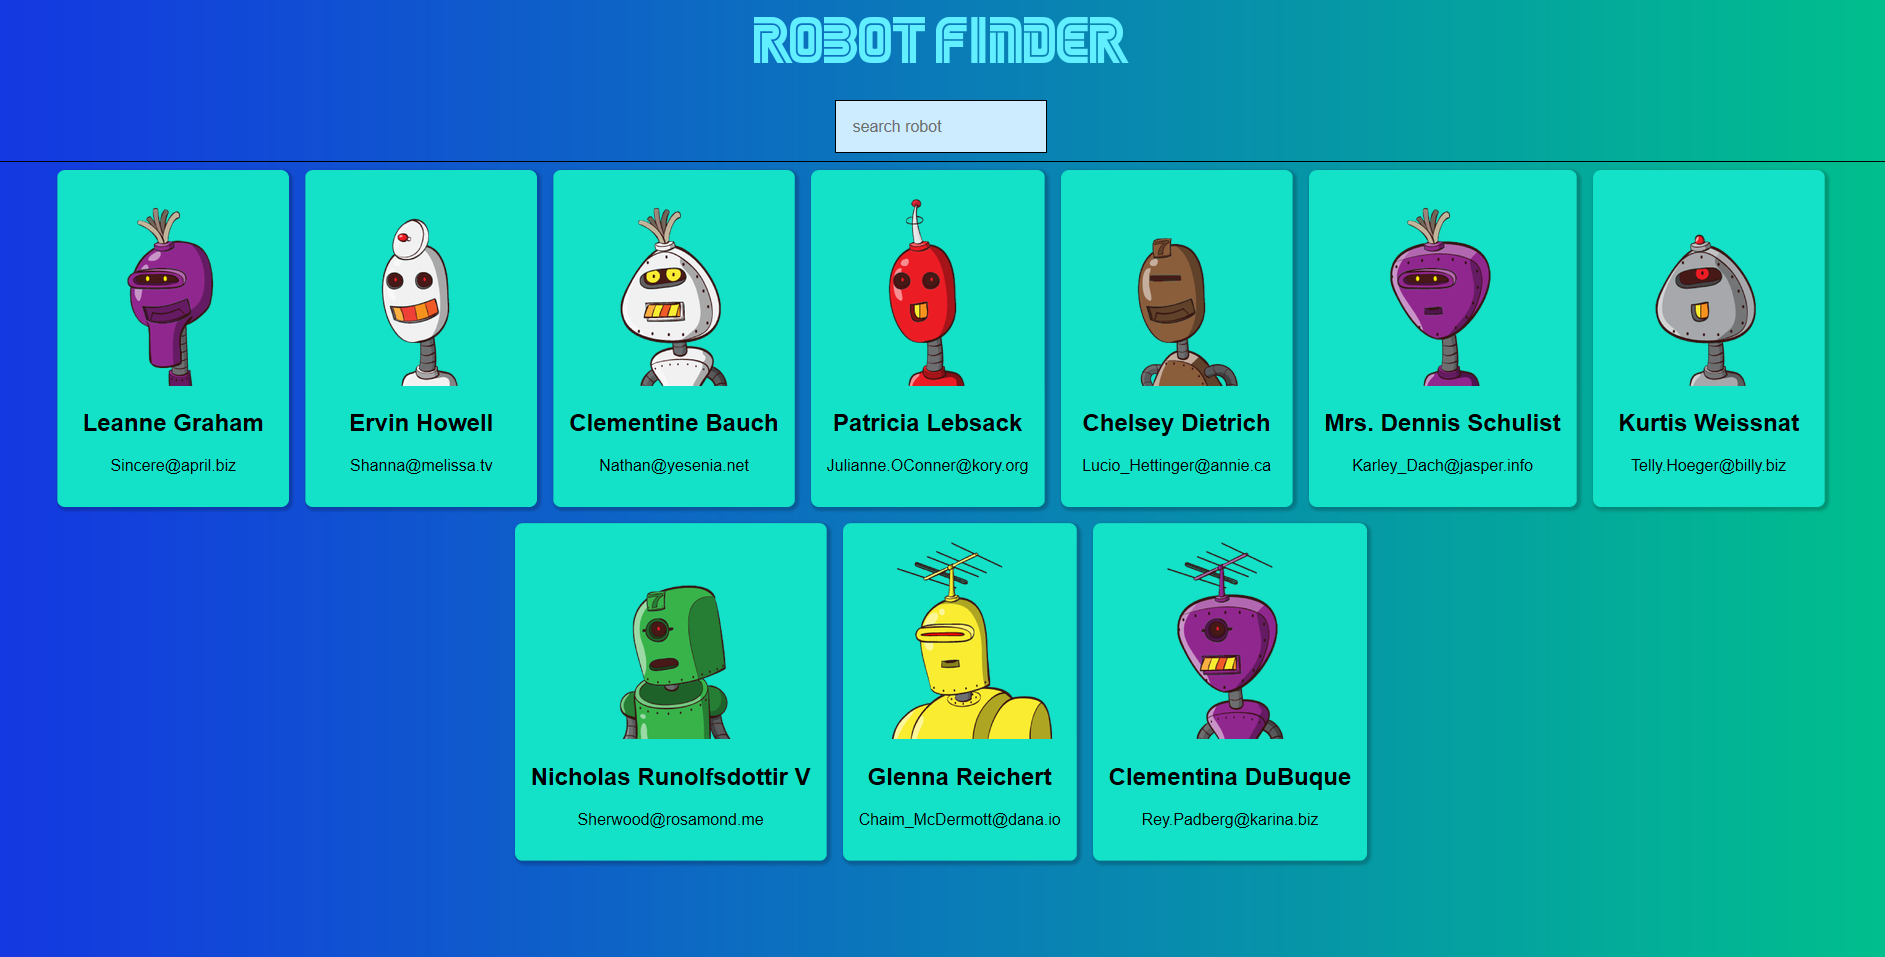 ROBOT FINDER
search robot
Leanne Graham
Sincere@april.biz
Ervin Howell
Shanna@melissa.tv
Clementine Bauch
Nathan@yesenia.net
Patricia Lebsack
Julianne.OConner@kory.org
Chelsey Dietrich
Lucio_Hettinger@annie.ca
Mrs. Dennis Schulist
Karley_Dach@jasper.info
Kurtis Weissnat
Telly.Hoeger@billy.biz
Nicholas Runolfsdottir V
Sherwood@rosamond.me
Glenna Reichert
Chaim_McDermott@dana.io
Clementina DuBuque
Rey.Padberg@karina.biz